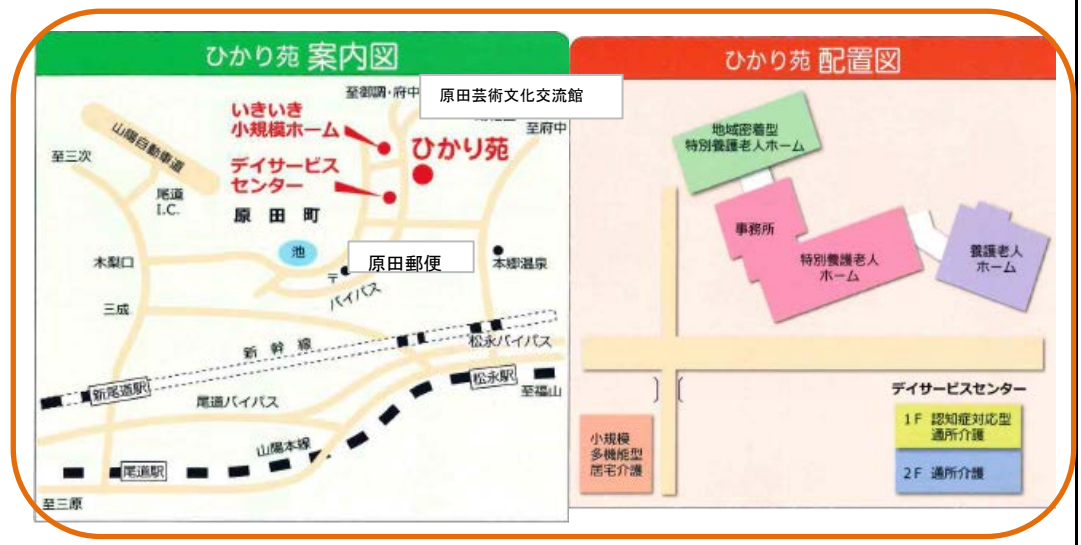 ひかり苑 案内図
至御調・府中
原田芸術文化交流館
至府中
いきいき
小規模ホーム
ひかり苑
デイサービス
センター
山陽自動車道
至三次
尾道
I.C.
原田町
池
原田郵便
〒
バイパス
本郷温泉
木梨口
三成
新幹線
松永バイパス
新尾道駅
松永駅
至福山
尾道バイパス
山陽本線
尾道駅
至三原
ひかり苑 配置図
地域密着型
特別養護老人ホーム
事務所
特別養護老人
ホーム
養護老人
ホーム
デイサービスセンター
1F 認知症対応型
通所介護
2F 通所介護
小規模
多機能型
居宅介護